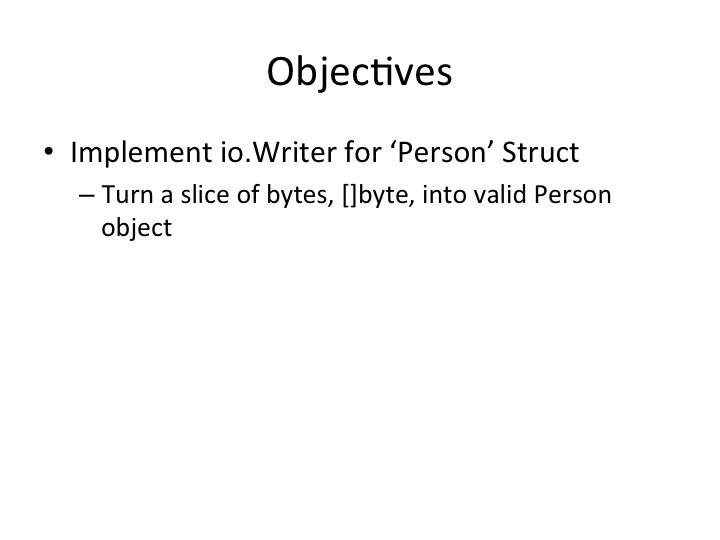 Objectives
• Implement io.Writer for ‘Person’ Struct
– Turn a slice of bytes, []byte, into valid Person
object